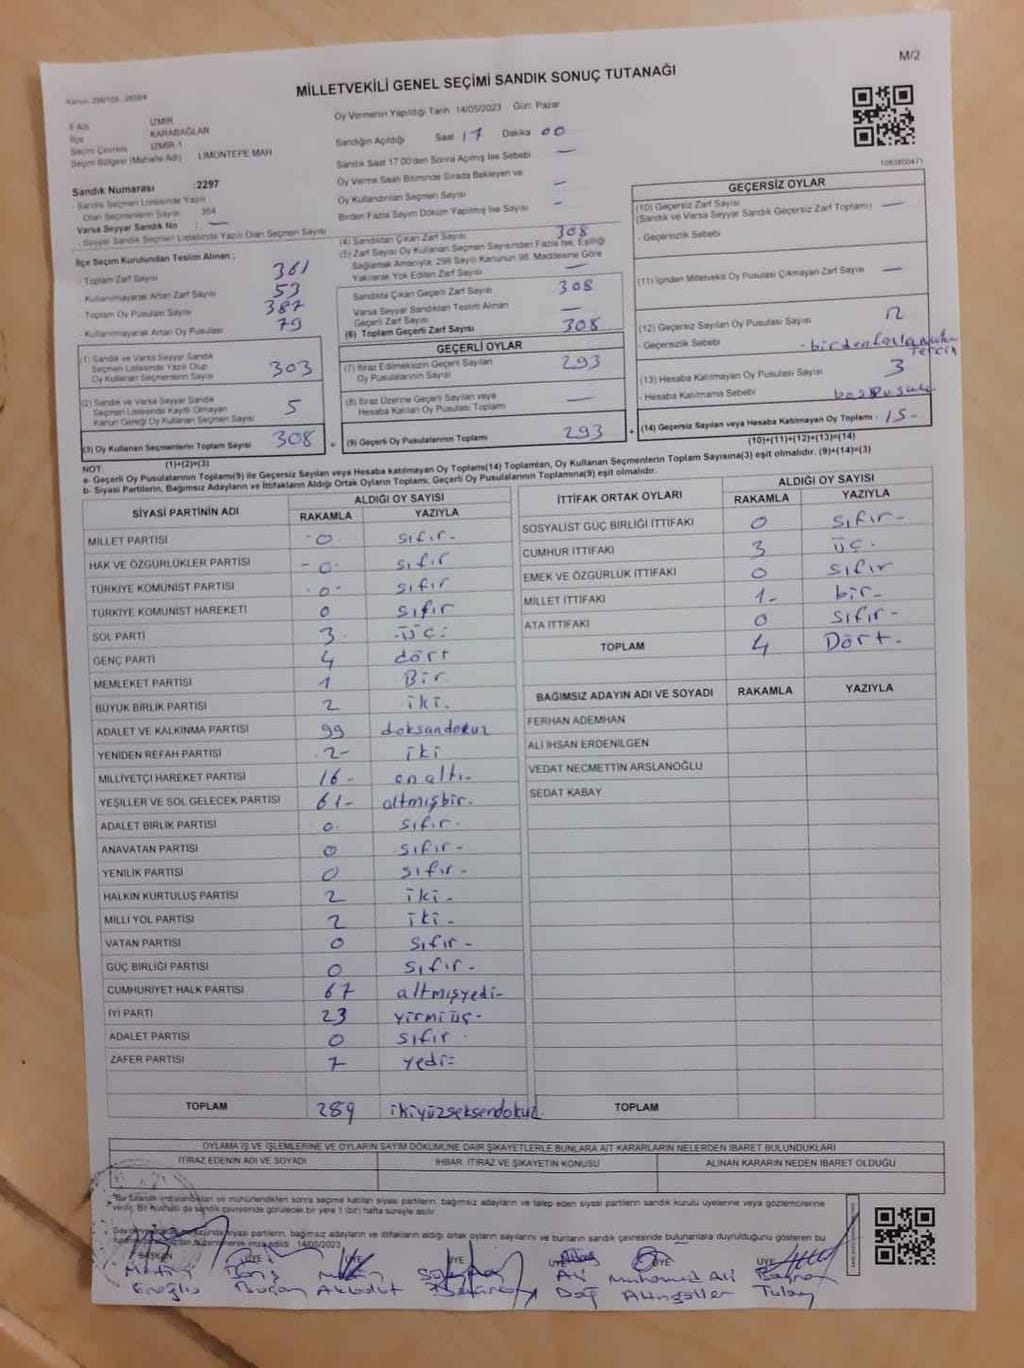 M/2
MİLLETVEKİLİ GENEL SEÇİMİ SANDIK SONUÇ TUTANAĞI
İl Adı İZMİR
İlçe KARABAĞLAR
Seçim Çevresi İZMİR-1
Seçim Bölgesi (Mahalle Adı) LİMONTEPE MAH
Sandık Numarası :2297
- Sandık Seçmen Listesinde Yazılı
Olan Seçmenlerin Sayısı 354
Varsa Seyyar Sandık No —
- Seyyar Sandık Seçmen Listesinde Yazılı Olan Seçmen Sayısı
Oy Vermenin Yapıldığı Tarih 14/05/2023 Gün: Pazar
Sandığın Açıldığı Saat 17 Dakika 00
Sandık Saat 17.00'den Sonra Açılmış İse Sebebi —
Oy Verme Saati Bitiminde Sırada Bekleyen ve
Oy Kullandırılan Seçmen Sayısı —
Birden Fazla Sayım Döküm Yapılmış İse Sayısı —
1083800471
İlçe Seçim Kurulundan Teslim Alınan ;
- Toplam Zarf Sayısı 361
- Kullanılmayarak Artan Zarf Sayısı 53
- Toplam Oy Pusulası Sayısı 387
- Kullanılmayarak Artan Oy Pusulası 79
(1) Sandık ve Varsa Seyyar Sandık
Seçmen Listesinde Yazılı Olup
Oy Kullanan Seçmenlerin Sayısı 303
(2) Sandık ve Varsa Seyyar Sandık
Seçmen Listesinde Kayıtlı Olmayan
Kanun Gereği Oy Kullanan Seçmen Sayısı 5
(3) Oy Kullanan Seçmenlerin Toplam Sayısı 308
(1)+(2)=(3)
(4) Sandıktan Çıkan Zarf Sayısı 308
(5) Zarf Sayısı Oy Kullanan Seçmen Sayısından Fazla İse, Eşitliği
Sağlamak Amacıyla, 298 Sayılı Kanunun 98. Maddesine Göre
Yakılarak Yok Edilen Zarf Sayısı —
Sandıkta Çıkan Geçerli Zarf Sayısı 308
Varsa Seyyar Sandıktan Teslim Alınan
Geçerli Zarf Sayısı —
(6) Toplam Geçerli Zarf Sayısı 308
GEÇERLİ OYLAR
(7) İtiraz Edilmeksizin Geçerli Sayılan
Oy Pusulalarının Sayısı 293
(8) İtiraz Üzerine Geçerli Sayılan veya
Hesaba Katılan Oy Pusulası Toplamı —
= (9) Geçerli Oy Pusulalarının Toplamı 293
GEÇERSİZ OYLAR
(10) Geçersiz Zarf Sayısı —
(Sandık ve Varsa Seyyar Sandık Geçersiz Zarf Toplamı)
- Geçersizlik Sebebi
(11) İçinden Milletvekili Oy Pusulası Çıkmayan Zarf Sayısı —
(12) Geçersiz Sayılan Oy Pusulası Sayısı 12
- Geçersizlik Sebebi - birdenfazla Tercih
(13) Hesaba Katılmayan Oy Pusulası Sayısı 3
- Hesaba Katılmama Sebebi boş pusula
+ (14) Geçersiz Sayılan veya Hesaba Katılmayan Oy Toplamı : 15-
(10)+(11)+(12)+(13)=(14)
NOT:
a- Geçerli Oy Pusulalarının Toplamı(9) ile Geçersiz Sayılan veya Hesaba katılmayan Oy Toplamı(14) Toplamları, Oy Kullanan Seçmenlerin Toplam Sayısına(3) eşit olmalıdır. (9)+(14)=(3)
b- Siyasi Partilerin, Bağımsız Adayların ve İttifakların Aldığı Ortak Oyların Toplamı, Geçerli Oy Pusulalarının Toplamına(9) eşit olmalıdır.
SİYASİ PARTİNİN ADI ALDIĞI OY SAYISI
RAKAMLA YAZIYLA
MİLLET PARTİSİ -0- sıfır-
HAK VE ÖZGÜRLÜKLER PARTİSİ -0- sıfır
TÜRKİYE KOMÜNİST PARTİSİ -0- sıfır
TÜRKİYE KOMÜNİST HAREKETİ 0 sıfır
SOL PARTİ 3 -üç-
GENÇ PARTİ 4 dört
MEMLEKET PARTİSİ 1 Bir
BÜYÜK BİRLİK PARTİSİ 2 iki.
ADALET VE KALKINMA PARTİSİ 99 doksandokuz
YENİDEN REFAH PARTİSİ 2- iki
MİLLİYETÇİ HAREKET PARTİSİ 16- onaltı-
YEŞİLLER VE SOL GELECEK PARTİSİ 61- altmışbir.
ADALET BİRLİK PARTİSİ 0. sıfır-
ANAVATAN PARTİSİ 0 sıfır-
YENİLİK PARTİSİ 0 sıfır-
HALKIN KURTULUŞ PARTİSİ 2 iki-
MİLLİ YOL PARTİSİ 2 iki-
VATAN PARTİSİ 0 sıfır-
GÜÇ BİRLİĞİ PARTİSİ 0 sıfır-
CUMHURİYET HALK PARTİSİ 67 altmışyedi-
İYİ PARTİ 23 yirmiüç-
ADALET PARTİSİ 0 sıfır-
ZAFER PARTİSİ 7 yedi-
TOPLAM 289 ikiyüzseksendokuz
İTTİFAK ORTAK OYLARI ALDIĞI OY SAYISI
RAKAMLA YAZIYLA
SOSYALİST GÜÇ BİRLİĞİ İTTİFAKI 0 sıfır-
CUMHUR İTTİFAKI 3 üç-
EMEK VE ÖZGÜRLÜK İTTİFAKI 0 sıfır
MİLLET İTTİFAKI 1- bir-
ATA İTTİFAKI 0 sıfır-
TOPLAM 4 Dört-
BAĞIMSIZ ADAYIN ADI VE SOYADI RAKAMLA YAZIYLA
FERHAN ADEMHAN
ALİ İHSAN ERDENİLGEN
VEDAT NECMETTİN ARSLANOĞLU
SEDAT KABAY
TOPLAM
OYLAMA İŞ VE İŞLEMLERİNE VE OYLARIN SAYIM DÖKÜMÜNE DAİR ŞİKAYETLERLE BUNLARA AİT KARARLARIN NELERDEN İBARET BULUNDUKLARI
İTİRAZ EDENİN ADI VE SOYADI İHBAR İTİRAZ VE ŞİKAYETİN KONUSU ALINAN KARARIN NEDEN İBARET OLDUĞU
*Bu tutanak imzalandıktan ve mühürlendikten sonra seçime katılan siyasi partilerin, bağımsız adayların ve talep eden siyasi partilerin sandık kurulu üyelerine veya gözlemcilerine
verilir. Bir nüshası da sandık çevresinde görülecek bir yere 1 (bir) hafta süreyle asılır.
siyasi partilerin, bağımsız adayların ve ittifakların aldığı ortak oyların sayılarını ve bunların sandık çevresinde bulunanlara duyurulduğunu gösteren bu
imza edildi. 14/05/2023
BAŞKAN ÜYE ÜYE ÜYE ÜYE ÜYE
Metin Barış Ali Muhamed Ali Bayram
Eroğlu Akbulut Dağ Tulay